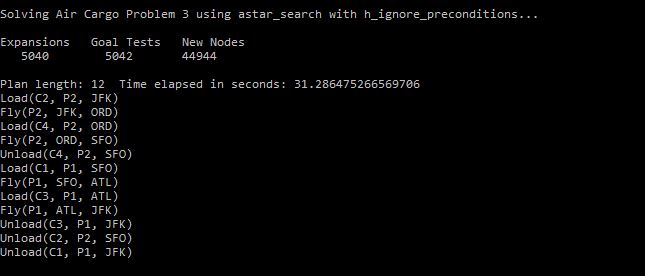 Solving Air Cargo Problem 3 using astar_search with h_ignore_preconditions...
Expansions   Goal Tests   New Nodes
5040         5042        44944
Plan length: 12  Time elapsed in seconds: 31.286475266569706
Load(C2, P2, JFK)
Fly(P2, JFK, ORD)
Load(C4, P2, ORD)
Fly(P2, ORD, SFO)
Unload(C4, P2, SFO)
Load(C1, P1, SFO)
Fly(P1, SFO, ATL)
Load(C3, P1, ATL)
Fly(P1, ATL, JFK)
Unload(C3, P1, JFK)
Unload(C2, P2, SFO)
Unload(C1, P1, JFK)